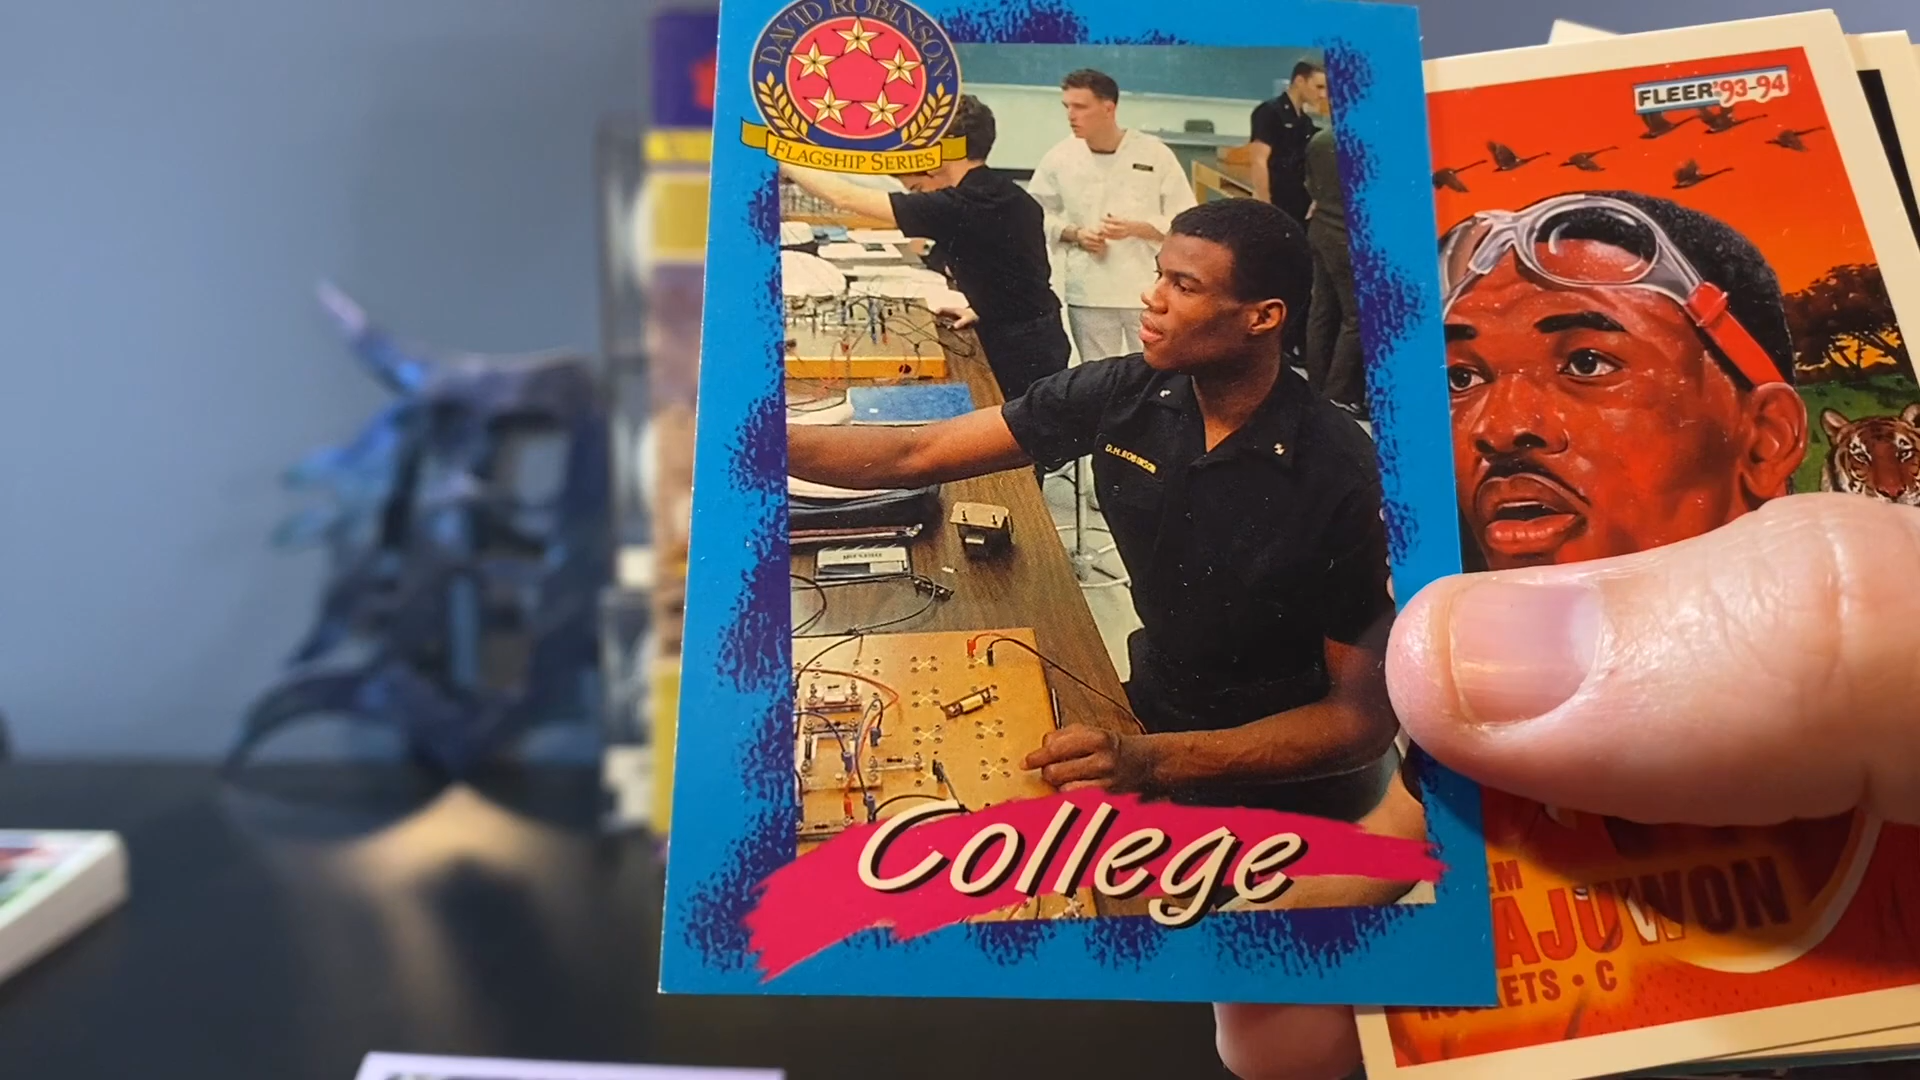 DAVID ROBINSON
FLAGSHIP SERIES
D.H. ROBINSON
College
FLEER '93-94
AJUWON
ETS • C